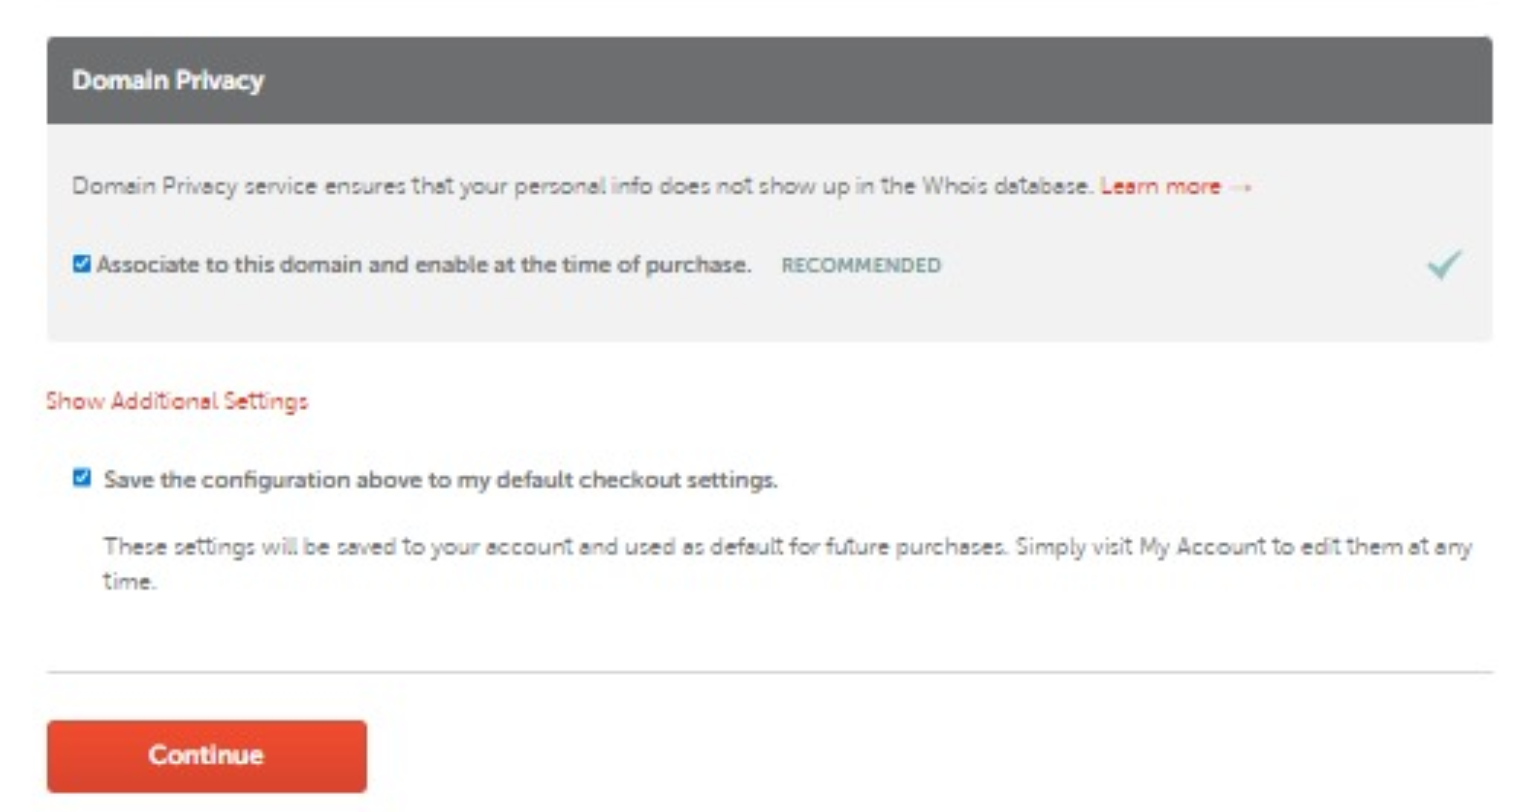 Domain Privacy
Domain Privacy service ensures that your personal info does not show up in the Whois database. Learn more →
Associate to this domain and enable at the time of purchase. RECOMMENDED
Show Additional Settings
Save the configuration above to my default checkout settings.
These settings will be saved to your account and used as default for future purchases. Simply visit My Account to edit them at any
time.
Continue